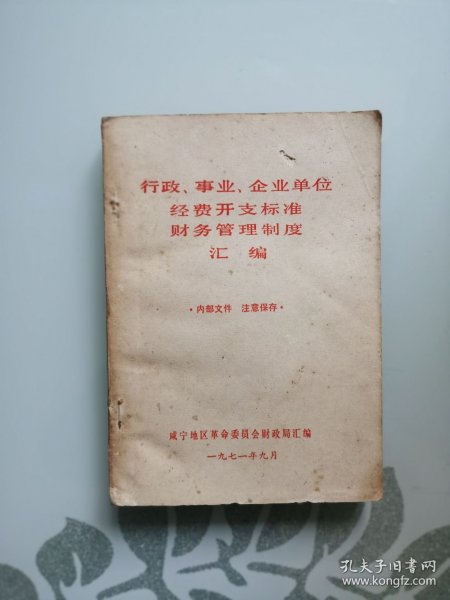 行政、事业、企业单位
经费开支标准
财务管理制度
汇编
·内部文件 注意保存·
咸宁地区革命委员会财政局汇编
一九七一年九月
孔夫子旧书网
www.kongfz.com